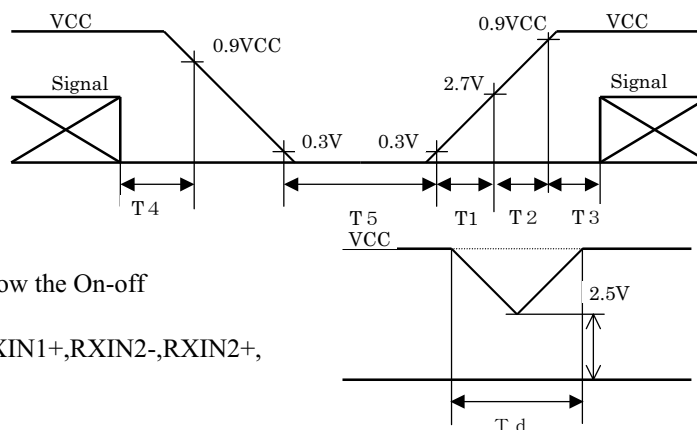 VCC 0.9VCC VCC
0.9VCC
Signal 2.7V Signal
0.3V 0.3V
T4 T5 T1 T2 T3
VCC
ow the On-off
2.5V
XIN1+,RXIN2-,RXIN2+,
Td